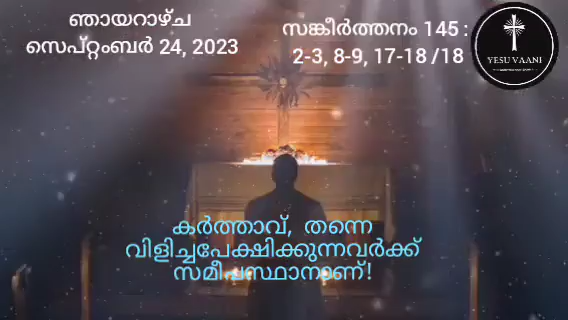 ഞായറാഴ്ച
സെപ്റ്റംബർ 24, 2023
സങ്കീർത്തനം 145 :
2-3, 8-9, 17-18 /18
YESU VAANI
കർത്താവ്, തന്നെ
വിളിച്ചപേക്ഷിക്കുന്നവർക്ക്
സമീപസ്ഥനാണ്!